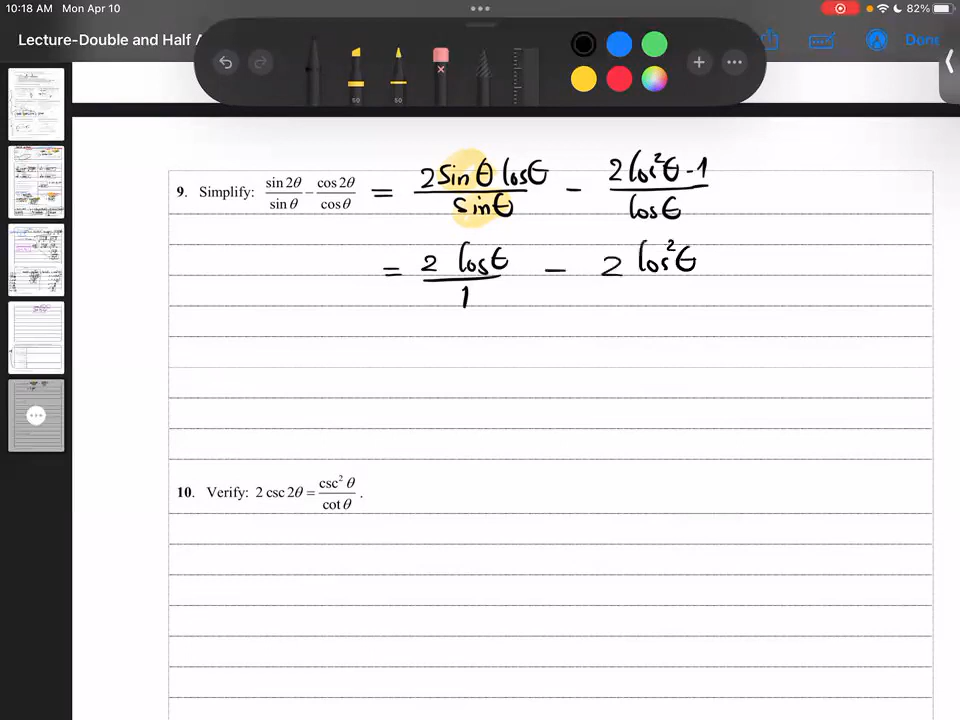 10:18 AM Mon Apr 10 82%
Lecture-Double and Half A Done
50 50
9. Simplify: sin 2θ / sin θ − cos 2θ / cos θ = 2 sin θ cos θ / sin θ − 2 cos²θ - 1 / cos θ
= 2 cos θ / 1 − 2 cos²θ
10. Verify: 2 csc 2θ = csc² θ / cot θ .